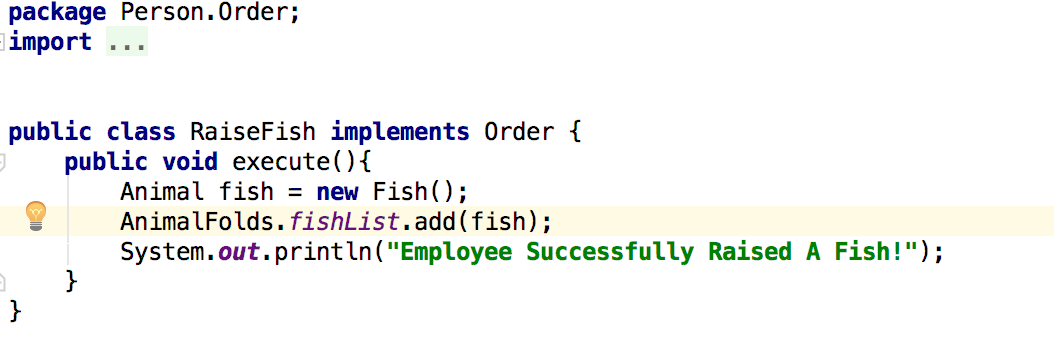 package Person.Order;
import ...
public class RaiseFish implements Order {
public void execute(){
Animal fish = new Fish();
AnimalFolds.fishList.add(fish);
System.out.println("Employee Successfully Raised A Fish!");
}
}